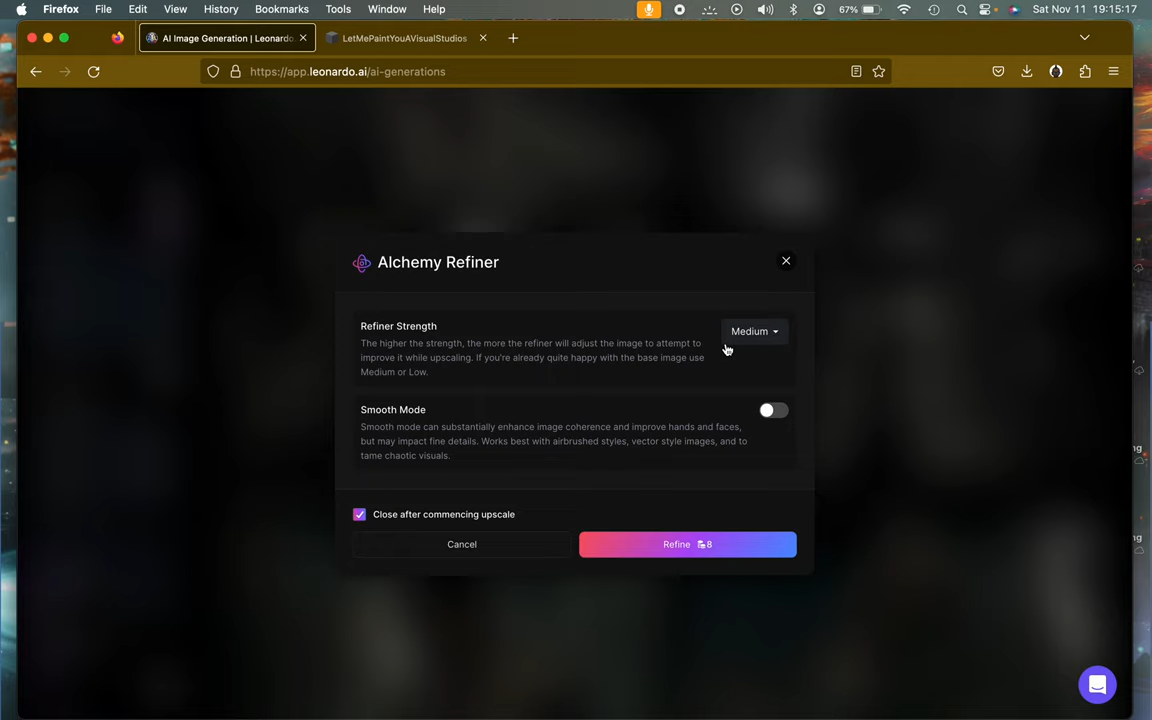 Firefox File Edit View History Bookmarks Tools Window Help 67% Sat Nov 11 19:15:17
AI Image Generation | Leonardo LetMePaintYouAVisualStudios
https://app.leonardo.ai/ai-generations
Alchemy Refiner
Refiner Strength
Medium
The higher the strength, the more the refiner will adjust the image to attempt to
improve it while upscaling. If you're already quite happy with the base image use
Medium or Low.
Smooth Mode
Smooth mode can substantially enhance image coherence and improve hands and faces,
but may impact fine details. Works best with airbrushed styles, vector style images, and to
tame chaotic visuals.
Close after commencing upscale
Cancel Refine 8
ng
ng